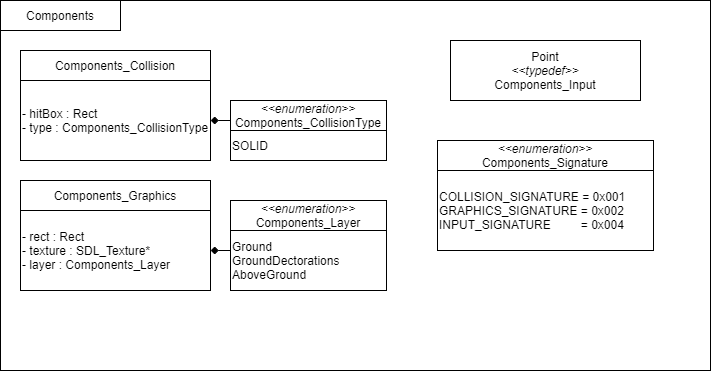 Components
Components_Collision
- hitBox : Rect
- type : Components_CollisionType
<<enumeration>>
Components_CollisionType
SOLID
Point
<<typedef>>
Components_Input
<<enumeration>>
Components_Signature
COLLISION_SIGNATURE = 0x001
GRAPHICS_SIGNATURE = 0x002
INPUT_SIGNATURE = 0x004
Components_Graphics
- rect : Rect
- texture : SDL_Texture*
- layer : Components_Layer
<<enumeration>>
Components_Layer
Ground
GroundDectorations
AboveGround